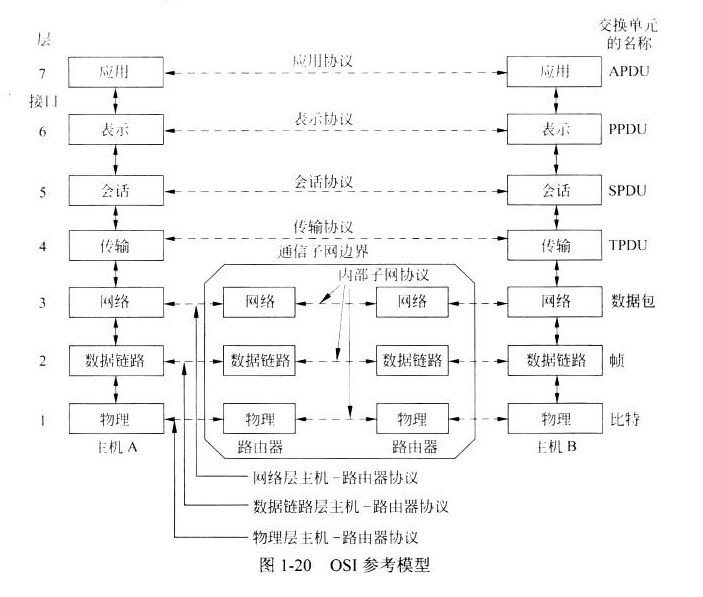 层
交换单元
的名称
7 应用 应用协议 应用 APDU
接口
6 表示 表示协议 表示 PPDU
5 会话 会话协议 会话 SPDU
4 传输 传输协议 传输 TPDU
通信子网边界
内部子网协议
3 网络 网络 网络 网络 数据包
2 数据链路 数据链路 数据链路 数据链路 帧
1 物理 物理 物理 物理 比特
主机 A 路由器 路由器 主机 B
网络层主机-路由器协议
数据链路层主机-路由器协议
物理层主机-路由器协议
图 1-20 OSI 参考模型